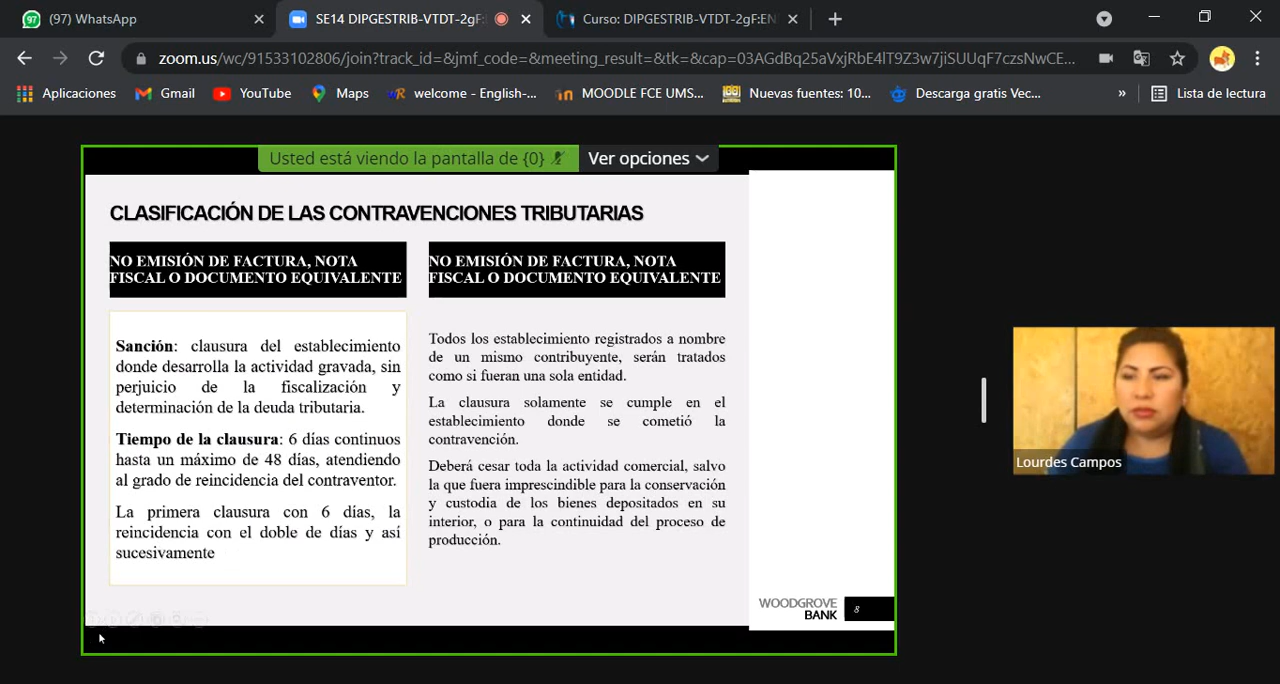 97
(97) WhatsApp
SE14 DIPGESTRIB-VTDT-2gF:
Curso: DIPGESTRIB-VTDT-2gF:EN
zoom.us/wc/91533102806/join?track_id=&jmf_code=&meeting_result=&tk=&cap=03AGdBq25aVxjRbE4lT9Z3w7jiSUUqF7czsNwCE...
Aplicaciones
Gmail
YouTube
Maps
welcome - English-...
MOODLE FCE UMS...
Nuevas fuentes: 10...
Descarga gratis Vec...
»
Lista de lectura
Usted está viendo la pantalla de {0}
Ver opciones
CLASIFICACIÓN DE LAS CONTRAVENCIONES TRIBUTARIAS
NO EMISIÓN DE FACTURA, NOTA
FISCAL O DOCUMENTO EQUIVALENTE
Sanción: clausura del establecimiento
donde desarrolla la actividad gravada, sin
perjuicio de la fiscalización y
determinación de la deuda tributaria.
Tiempo de la clausura: 6 días continuos
hasta un máximo de 48 días, atendiendo
al grado de reincidencia del contraventor.
La primera clausura con 6 días, la
reincidencia con el doble de días y así
sucesivamente
NO EMISIÓN DE FACTURA, NOTA
FISCAL O DOCUMENTO EQUIVALENTE
Todos los establecimiento registrados a nombre
de un mismo contribuyente, serán tratados
como si fueran una sola entidad.
La clausura solamente se cumple en el
establecimiento donde se cometió la
contravención.
Deberá cesar toda la actividad comercial, salvo
la que fuera imprescindible para la conservación
y custodia de los bienes depositados en su
interior, o para la continuidad del proceso de
producción.
WOODGROVE
BANK
8
Lourdes Campos